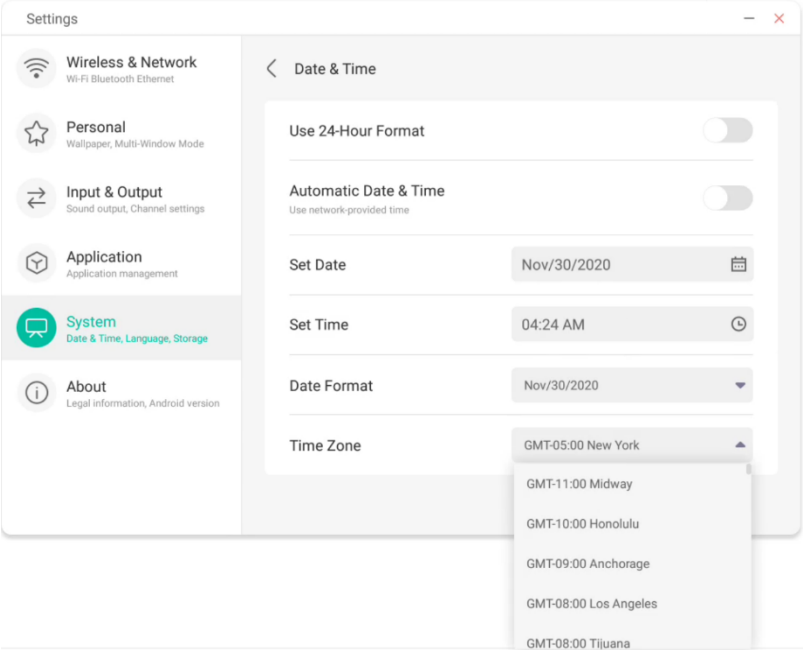 Settings
Wireless & Network
Wi-Fi Bluetooth Ethernet
Personal
Wallpaper, Multi-Window Mode
Input & Output
Sound output, Channel settings
Application
Application management
System
Date & Time, Language, Storage
About
Legal information, Android version
Date & Time
Use 24-Hour Format
Automatic Date & Time
Use network-provided time
Set Date
Nov/30/2020
Set Time
04:24 AM
Date Format
Nov/30/2020
Time Zone
GMT-05:00 New York
GMT-11:00 Midway
GMT-10:00 Honolulu
GMT-09:00 Anchorage
GMT-08:00 Los Angeles
GMT-08:00 Tijuana